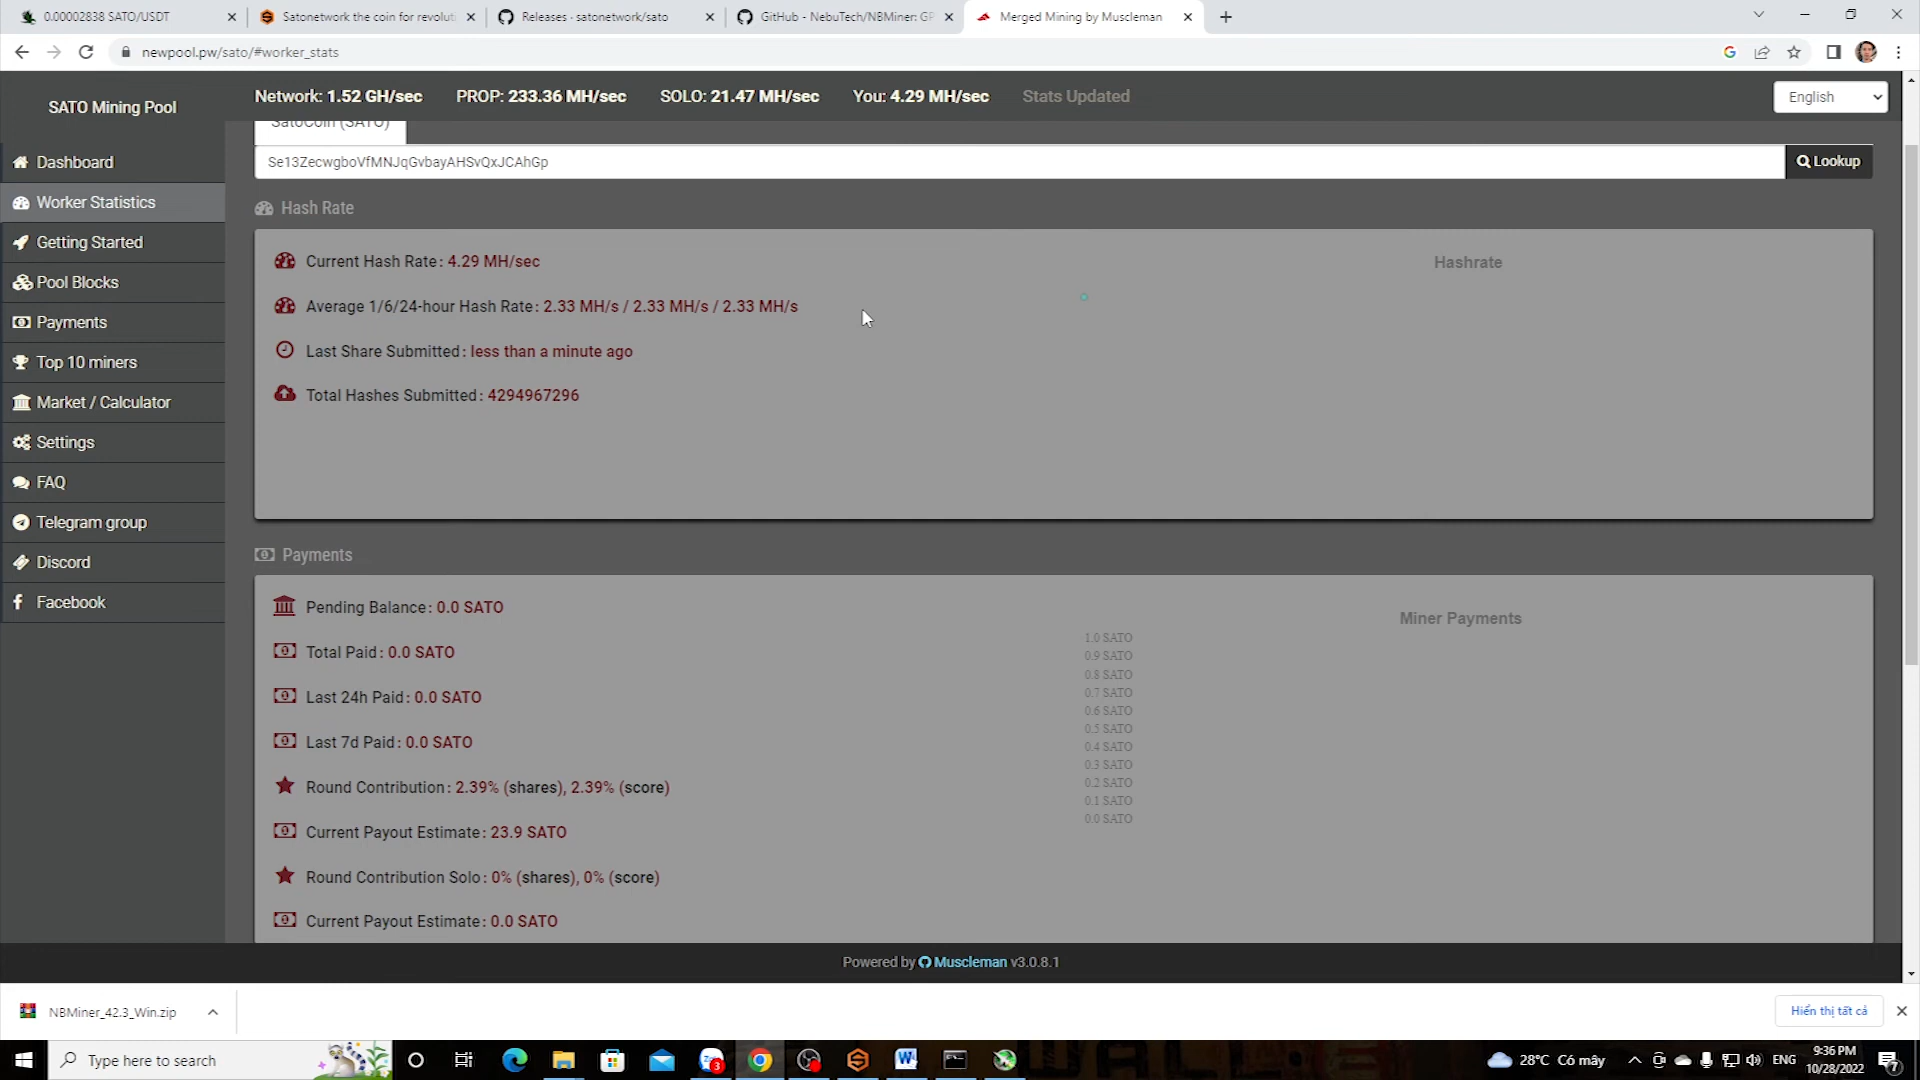 0.00002838 SATO/USDT
Satonetwork the coin for revoluti
Releases · satonetwork/sato
GitHub - NebuTech/NBMiner: GP
Merged Mining by Muscleman
newpool.pw/sato/#worker_stats
SATO Mining Pool
Network: 1.52 GH/sec
PROP: 233.36 MH/sec
SOLO: 21.47 MH/sec
You: 4.29 MH/sec
Stats Updated
English
SatoCoin (SATO)
Se13ZecwgboVfMNJqGvbayAHSvQxJCAhGp
Lookup
Dashboard
Worker Statistics
Getting Started
Pool Blocks
Payments
Top 10 miners
Market / Calculator
Settings
FAQ
Telegram group
Discord
Facebook
Hash Rate
Current Hash Rate: 4.29 MH/sec
Average 1/6/24-hour Hash Rate: 2.33 MH/s / 2.33 MH/s / 2.33 MH/s
Last Share Submitted: less than a minute ago
Total Hashes Submitted: 4294967296
Hashrate
Payments
Pending Balance: 0.0 SATO
Total Paid: 0.0 SATO
Last 24h Paid: 0.0 SATO
Last 7d Paid: 0.0 SATO
Round Contribution: 2.39% (shares), 2.39% (score)
Current Payout Estimate: 23.9 SATO
Round Contribution Solo: 0% (shares), 0% (score)
Current Payout Estimate: 0.0 SATO
Miner Payments
1.0 SATO
0.9 SATO
0.8 SATO
0.7 SATO
0.6 SATO
0.5 SATO
0.4 SATO
0.3 SATO
0.2 SATO
0.1 SATO
0.0 SATO
Powered by Muscleman v3.0.8.1
NBMiner_42.3_Win.zip
Hiển thị tất cả
Type here to search
3
28°C Có mây
ENG
9:36 PM
10/28/2022
7